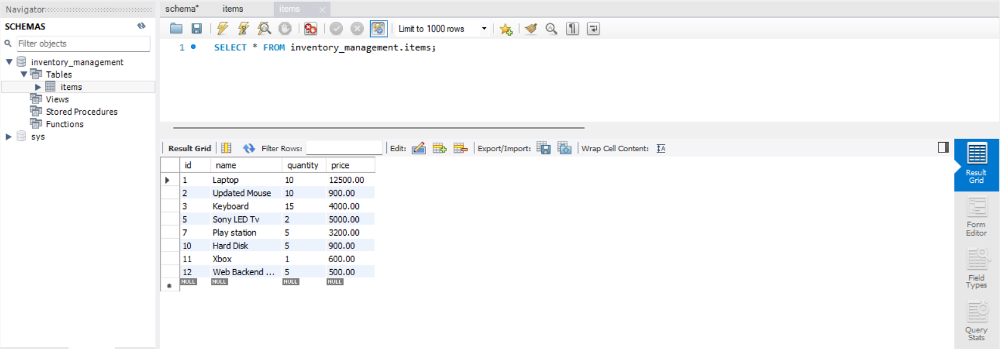 Navigator
SCHEMAS
Filter objects
inventory_management
Tables
items
Views
Stored Procedures
Functions
sys
schema* items items
Limit to 1000 rows
1 SELECT * FROM inventory_management.items;
Result Grid Filter Rows: Edit: Export/Import: Wrap Cell Content:
id name quantity price
1 Laptop 10 12500.00
2 Updated Mouse 10 900.00
3 Keyboard 15 4000.00
5 Sony LED Tv 2 5000.00
7 Play station 5 3200.00
10 Hard Disk 5 900.00
11 Xbox 1 600.00
12 Web Backend ... 5 500.00
NULL NULL NULL NULL
Result
Grid
Form
Editor
Field
Types
Query
Stats